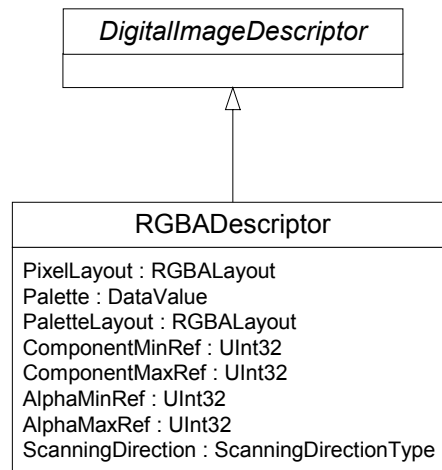 DigitalImageDescriptor
RGBADescriptor
PixelLayout : RGBALayout
Palette : DataValue
PaletteLayout : RGBALayout
ComponentMinRef : UInt32
ComponentMaxRef : UInt32
AlphaMinRef : UInt32
AlphaMaxRef : UInt32
ScanningDirection : ScanningDirectionType